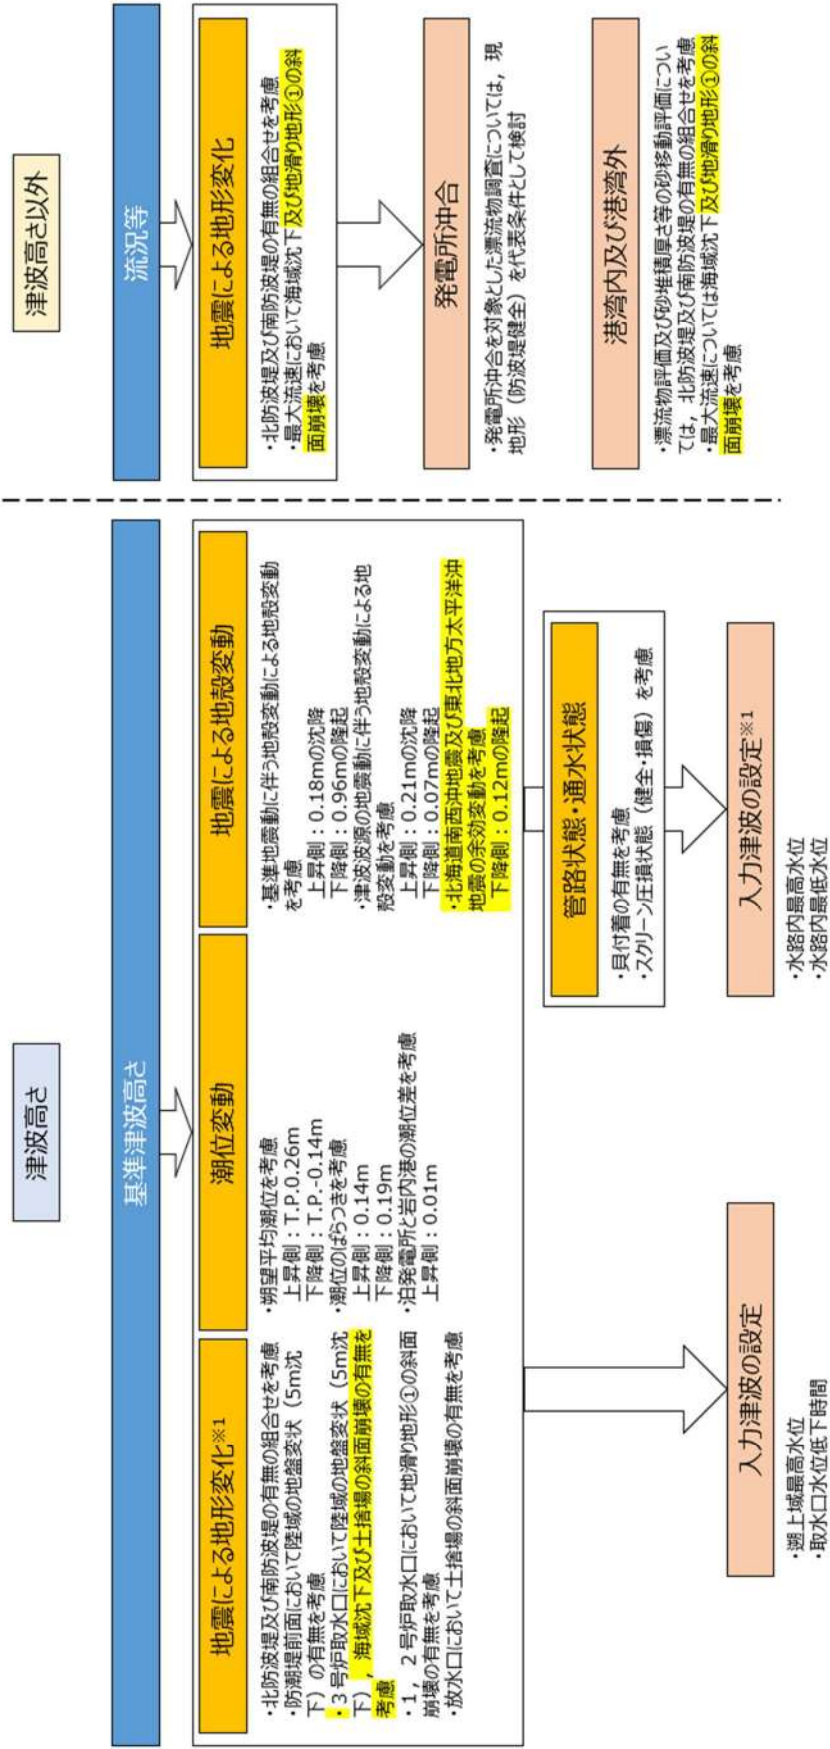 津波高さ
基準津波高さ
地震による地形変化※1
・北防波堤及び南防波堤の有無の組合せを考慮
・防潮堤前面において陸域の地盤変状（5m沈
下）の有無を考慮
・3号炉取水口において陸域の地盤変状（5m沈
下），海域沈下及び土捨場の斜面崩壊の有無を
考慮
・1，2号炉取水口において地滑り地形①の斜面
崩壊の有無を考慮
・放水口において土捨場の斜面崩壊の有無を考慮
潮位変動
・朔望平均潮位を考慮
上昇側：T.P.0.26m
下降側：T.P.-0.14m
・潮位のばらつきを考慮
上昇側：0.14m
下降側：0.19m
・泊発電所と岩内港の潮位差を考慮
上昇側：0.01m
地震による地殻変動
・基準地震動に伴う地殻変動による地殻変動
を考慮
上昇側：0.18mの沈降
下降側：0.96mの隆起
・津波波源の地震動に伴う地殻変動による地
殻変動を考慮
上昇側：0.21mの沈降
下降側：0.07mの隆起
・北海道南西沖地震及び東北地方太平洋沖
地震の余効変動を考慮
下降側：0.12mの隆起
管路状態・通水状態
・貝付着の有無を考慮
・スクリーン圧損状態（健全・損傷）を考慮
入力津波の設定
・遡上域最高水位
・取水口水位低下時間
入力津波の設定※1
・水路内最高水位
・水路内最低水位
津波高さ以外
流況等
地震による地形変化
・北防波堤及び南防波堤の有無の組合せを考慮
・最大流速において海域沈下及び地滑り地形①の斜
面崩壊を考慮
発電所沖合
・発電所沖合を対象とした漂流物調査については，現
地形（防波堤健全）を代表条件として検討
港湾内及び港湾外
・漂流物評価及び砂堆積厚さ等の砂移動評価につい
ては，北防波堤及び南防波堤の有無の組合せを考慮
・最大流速については海域沈下及び地滑り地形①の斜
面崩壊を考慮